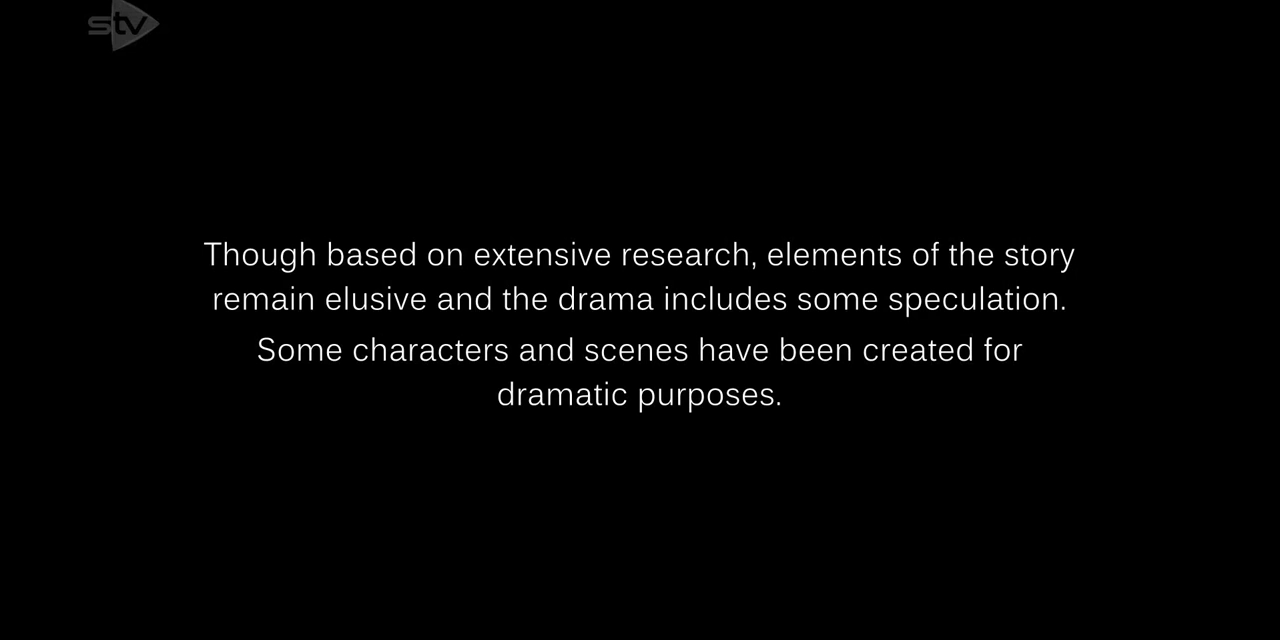 stv
Though based on extensive research, elements of the story
remain elusive and the drama includes some speculation.
Some characters and scenes have been created for
dramatic purposes.